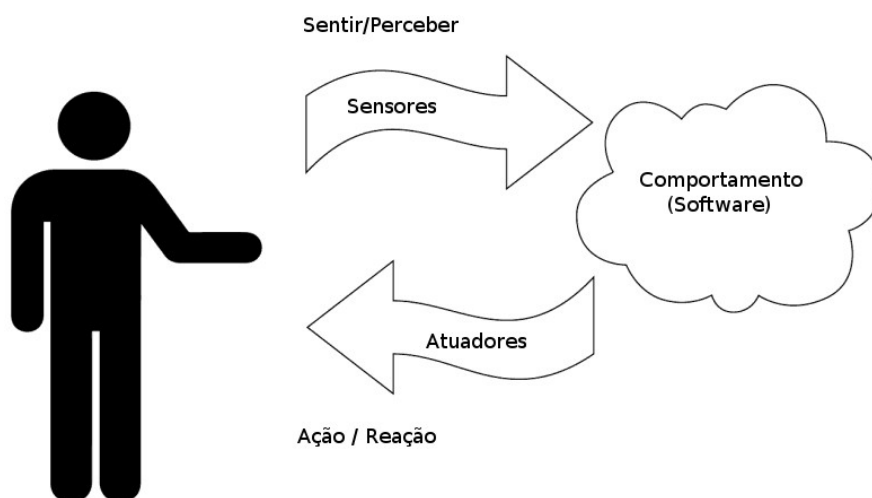 Sentir/Perceber
Sensores
Comportamento
(Software)
Atuadores
Ação / Reação